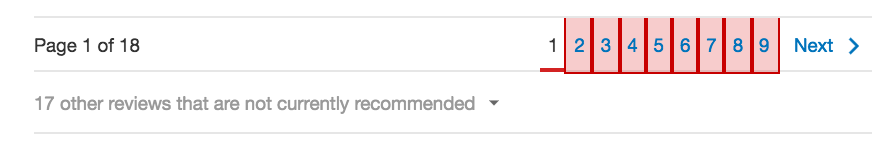 Page 1 of 18 1 2 3 4 5 6 7 8 9 Next
17 other reviews that are not currently recommended